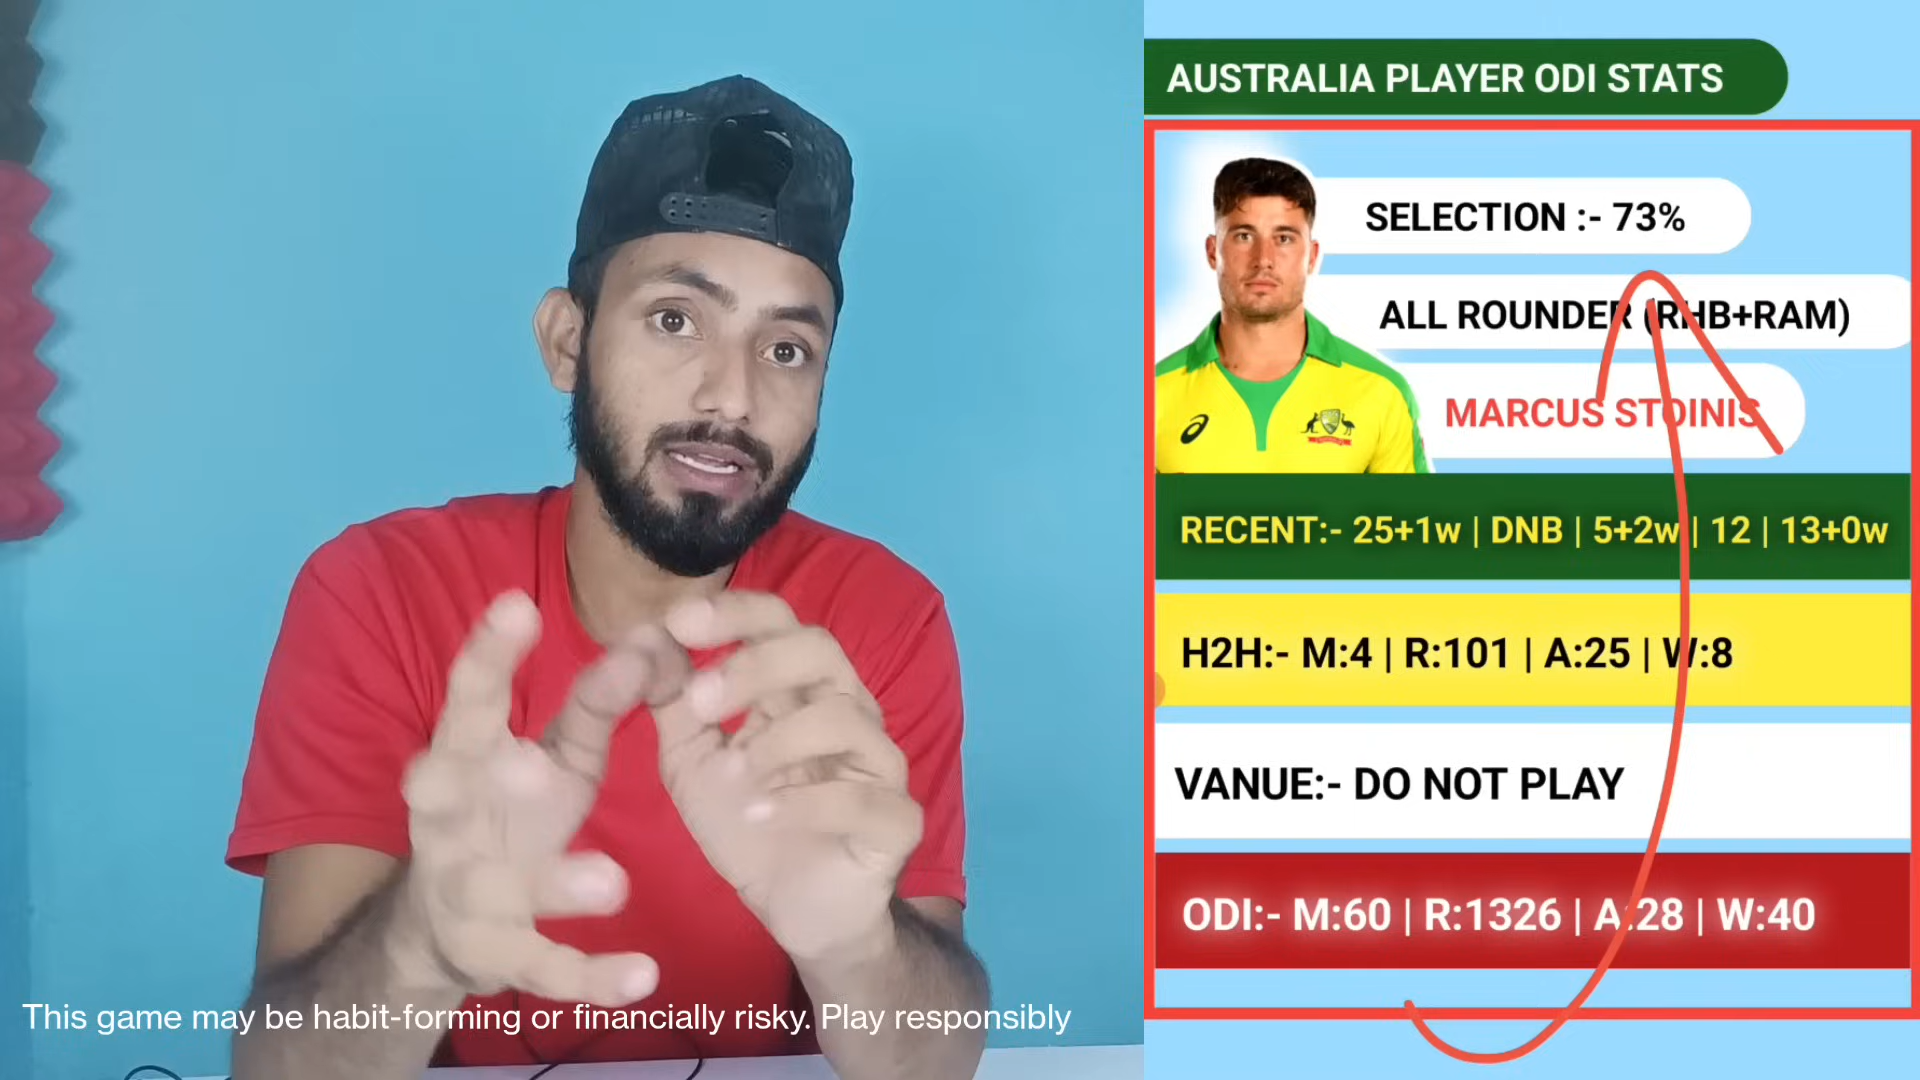 AUSTRALIA PLAYER ODI STATS
SELECTION :- 73%
ALL ROUNDER (RHB+RAM)
MARCUS STOINIS
RECENT:- 25+1w | DNB | 5+2w | 12 | 13+0w
H2H:- M:4 | R:101 | A:25 | W:8
VANUE:- DO NOT PLAY
ODI:- M:60 | R:1326 | A:28 | W:40
This game may be habit-forming or financially risky. Play responsibly